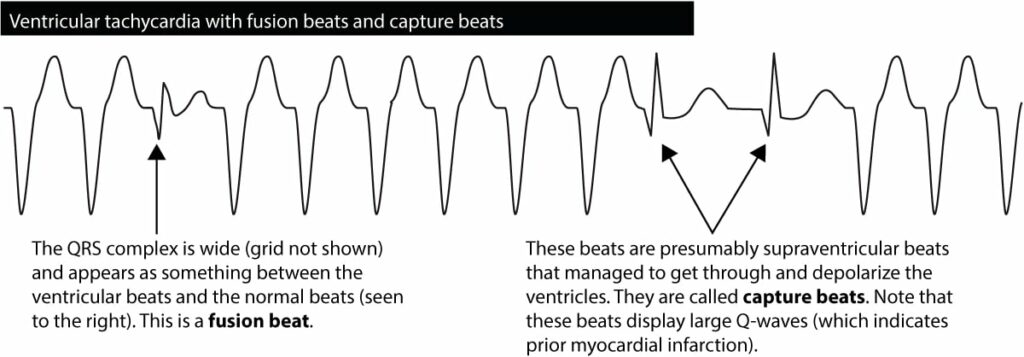 Ventricular tachycardia with fusion beats and capture beats
The QRS complex is wide (grid not shown)
and appears as something between the
ventricular beats and the normal beats (seen
to the right). This is a fusion beat.
These beats are presumably supraventricular beats
that managed to get through and depolarize the
ventricles. They are called capture beats. Note that
these beats display large Q-waves (which indicates
prior myocardial infarction).